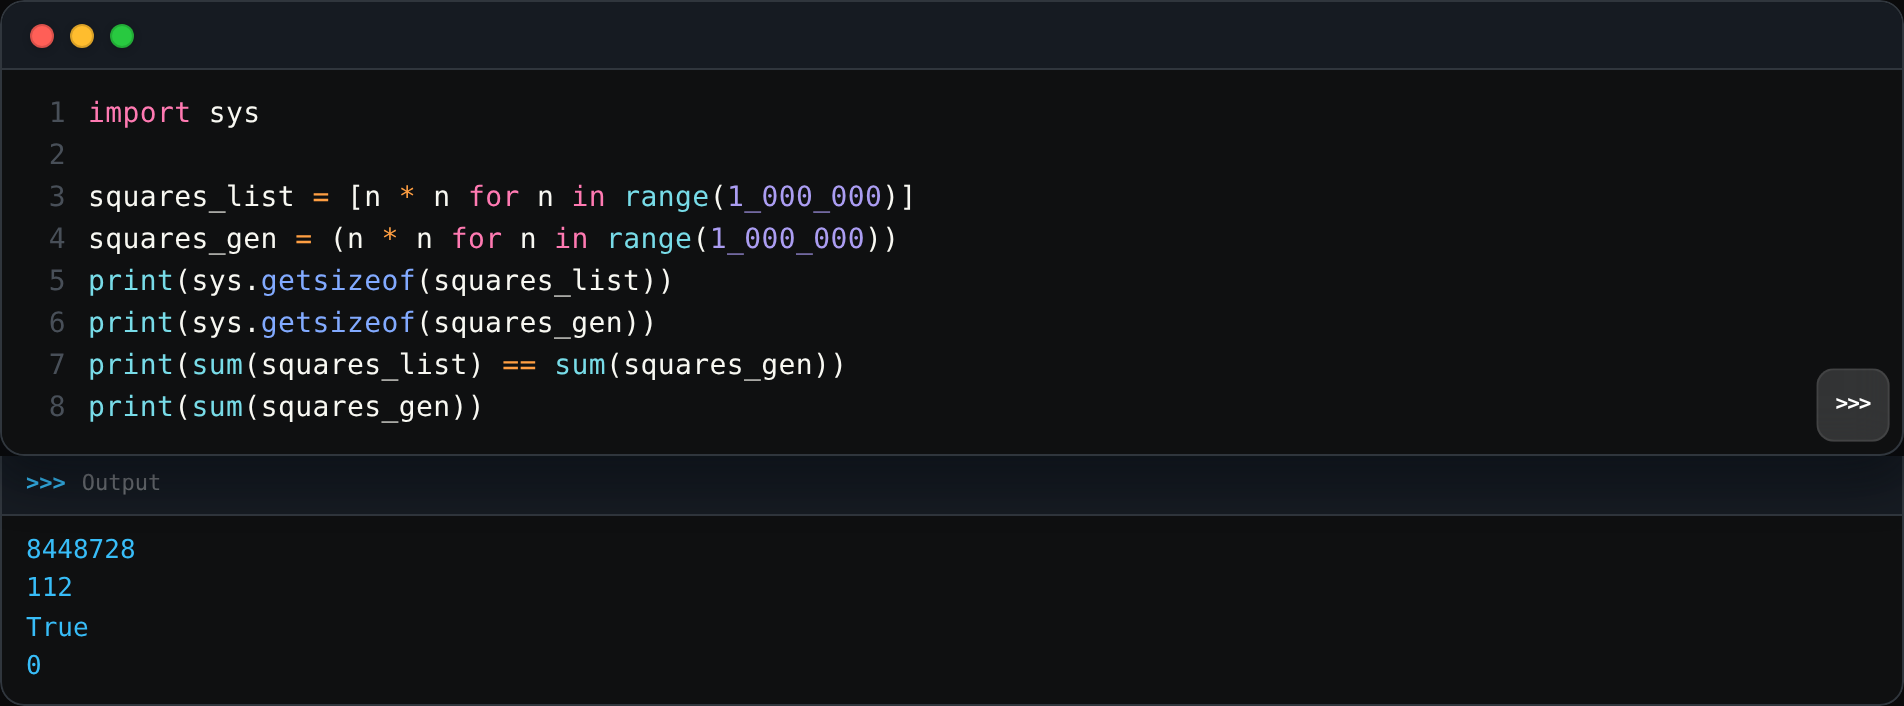 1 import sys
2
3 squares_list = [n * n for n in range(1_000_000)]
4 squares_gen = (n * n for n in range(1_000_000))
5 print(sys.getsizeof(squares_list))
6 print(sys.getsizeof(squares_gen))
7 print(sum(squares_list) == sum(squares_gen))
8 print(sum(squares_gen))
>>>
>>> Output
8448728
112
True
0